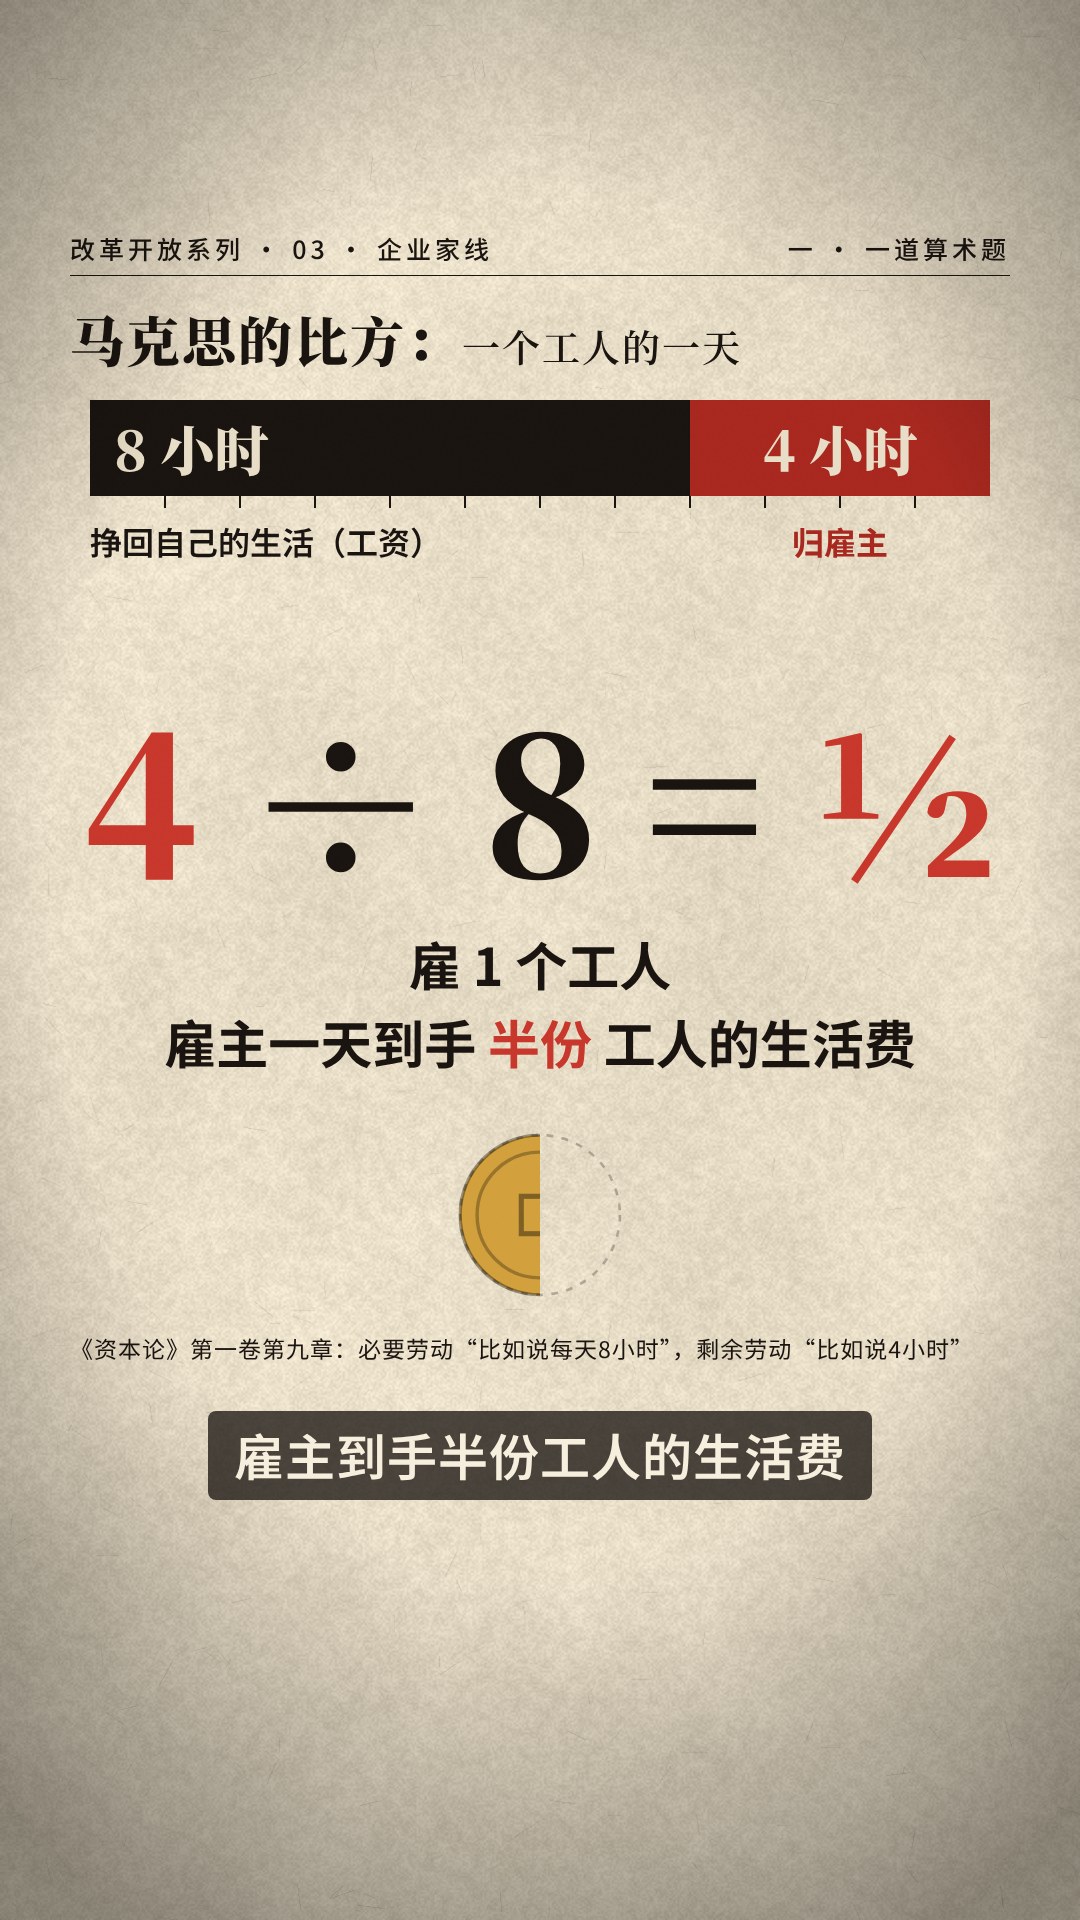 改革开放系列 · 03 · 企业家线
一 · 一道算术题
马克思的比方：一个工人的一天
8 小时
4 小时
挣回自己的生活（工资）
归雇主
4 ÷ 8 = ½
雇 1 个工人
雇主一天到手 半份 工人的生活费
《资本论》第一卷第九章：必要劳动“比如说每天8小时”，剩余劳动“比如说4小时”
雇主到手半份工人的生活费